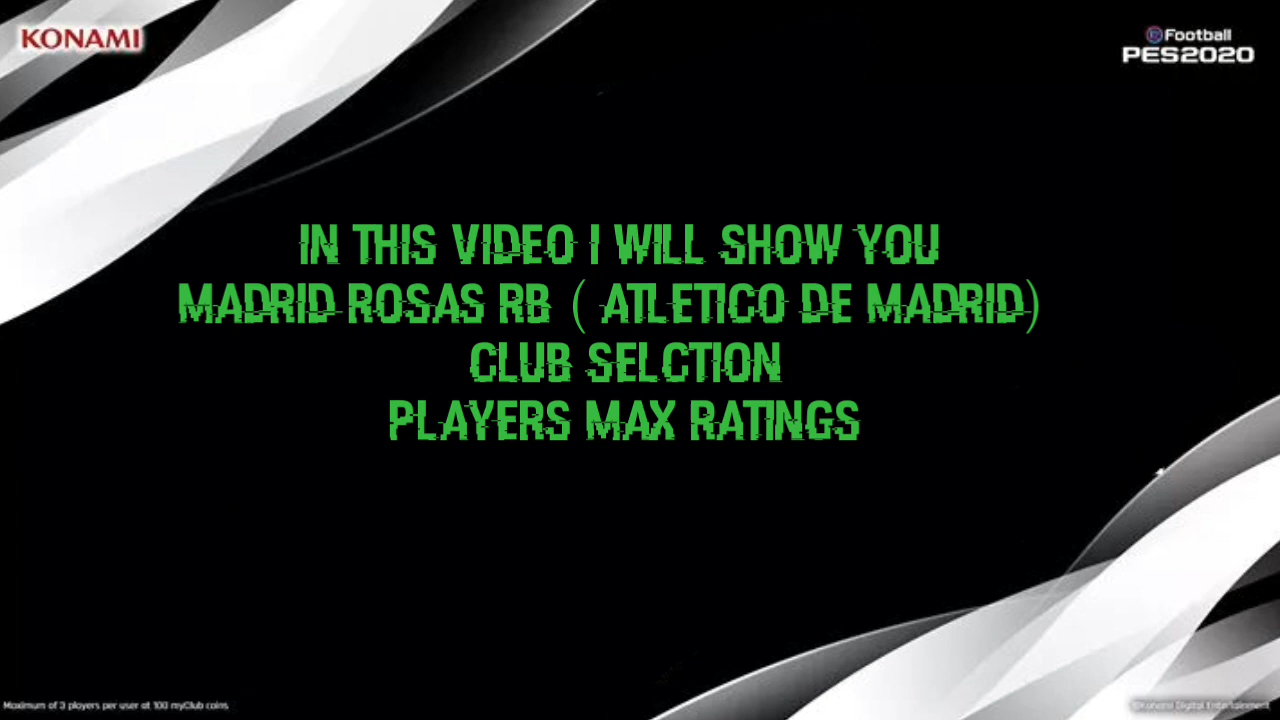 KONAMI
eFootball
PES2020
IN THIS VIDEO I WILL SHOW YOU
MADRID ROSAS RB ( ATLETICO DE MADRID)
CLUB SELCTION
PLAYERS MAX RATINGS
Maximum of 3 players per user at 100 myClub coins
©Konami Digital Entertainment